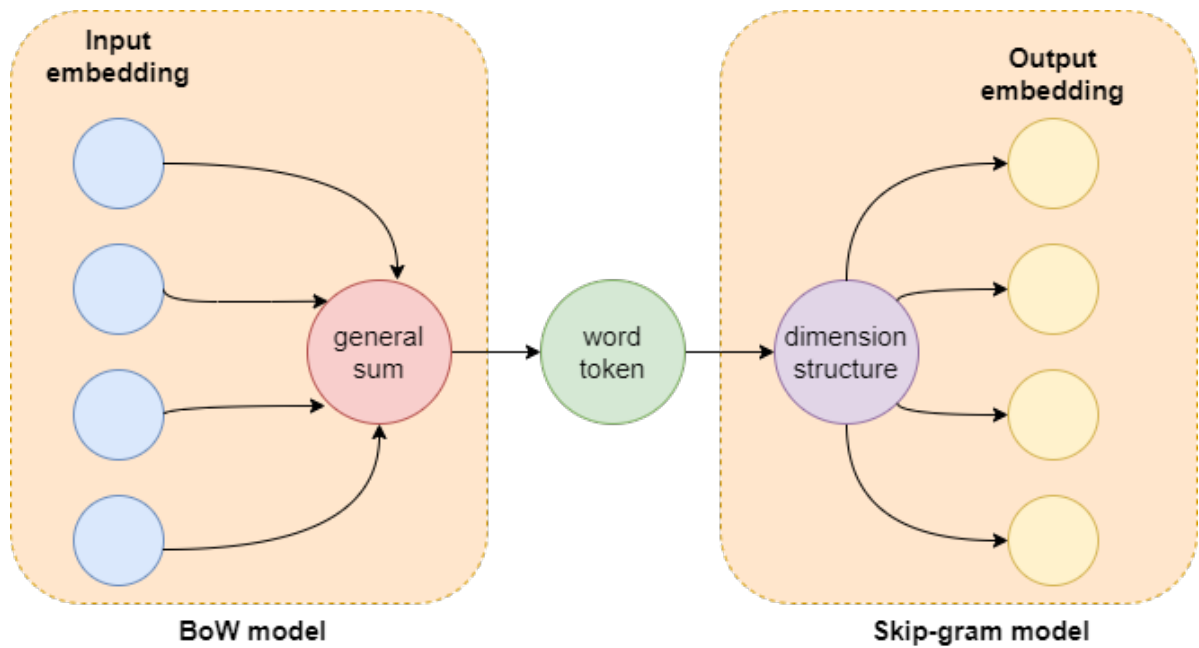 Input
embedding
general
sum
BoW model
word
token
dimension
structure
Output
embedding
Skip-gram model